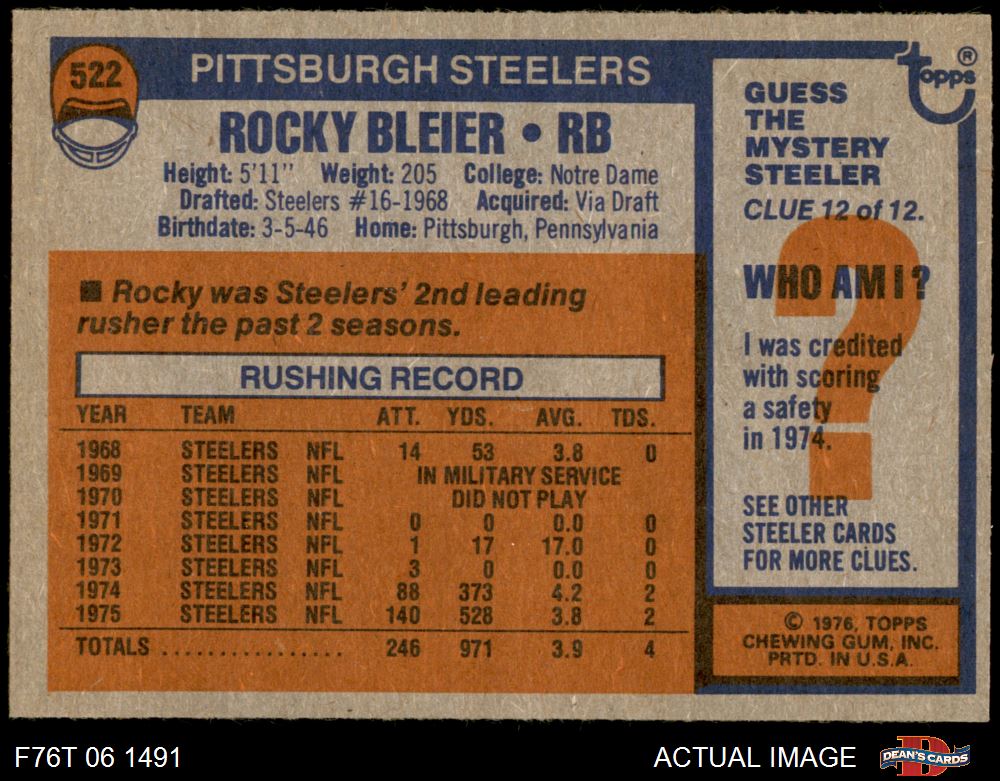 522
PITTSBURGH STEELERS
topps®
ROCKY BLEIER • RB
Height: 5'11" Weight: 205 College: Notre Dame
Drafted: Steelers #16-1968 Acquired: Via Draft
Birthdate: 3-5-46 Home: Pittsburgh, Pennsylvania
■ Rocky was Steelers' 2nd leading
rusher the past 2 seasons.
RUSHING RECORD
YEAR TEAM ATT. YDS. AVG. TDS.
1968 STEELERS NFL 14 53 3.8 0
1969 STEELERS NFL IN MILITARY SERVICE
1970 STEELERS NFL DID NOT PLAY
1971 STEELERS NFL 0 0 0.0 0
1972 STEELERS NFL 1 17 17.0 0
1973 STEELERS NFL 3 0 0.0 0
1974 STEELERS NFL 88 373 4.2 2
1975 STEELERS NFL 140 528 3.8 2
TOTALS ................ 246 971 3.9 4
GUESS
THE
MYSTERY
STEELER
CLUE 12 of 12.
?
WHO AM I?
I was credited
with scoring
a safety
in 1974.
SEE OTHER
STEELER CARDS
FOR MORE CLUES.
© 1976, TOPPS
CHEWING GUM, INC.
PRTD. IN U.S.A.
F76T 06 1491
ACTUAL IMAGE
D
DEAN'S CARDS